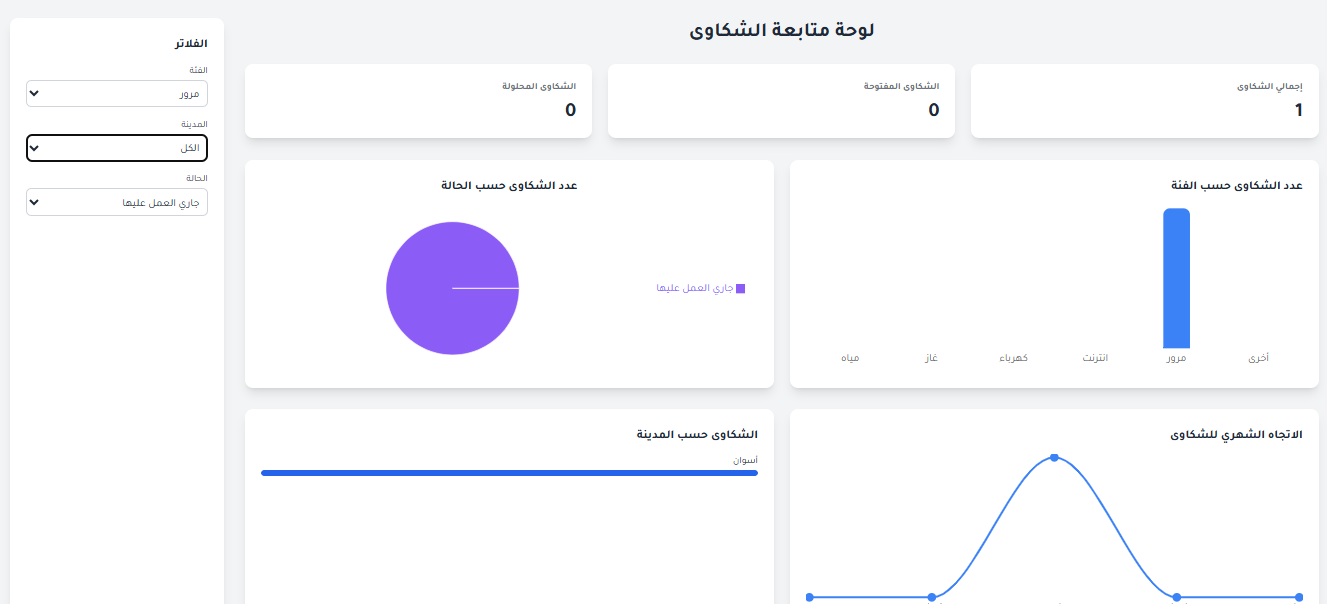 لوحة متابعة الشكاوى
الفلاتر
الفئة
مرور
المدينة
الكل
الحالة
جاري العمل عليها
إجمالي الشكاوى
1
الشكاوى المفتوحة
0
الشكاوى المحلولة
0
عدد الشكاوى حسب الفئة
أخرى مرور انترنت كهرباء غاز مياه
عدد الشكاوى حسب الحالة
جاري العمل عليها
الاتجاه الشهري للشكاوى
الشكاوى حسب المدينة
أسوان